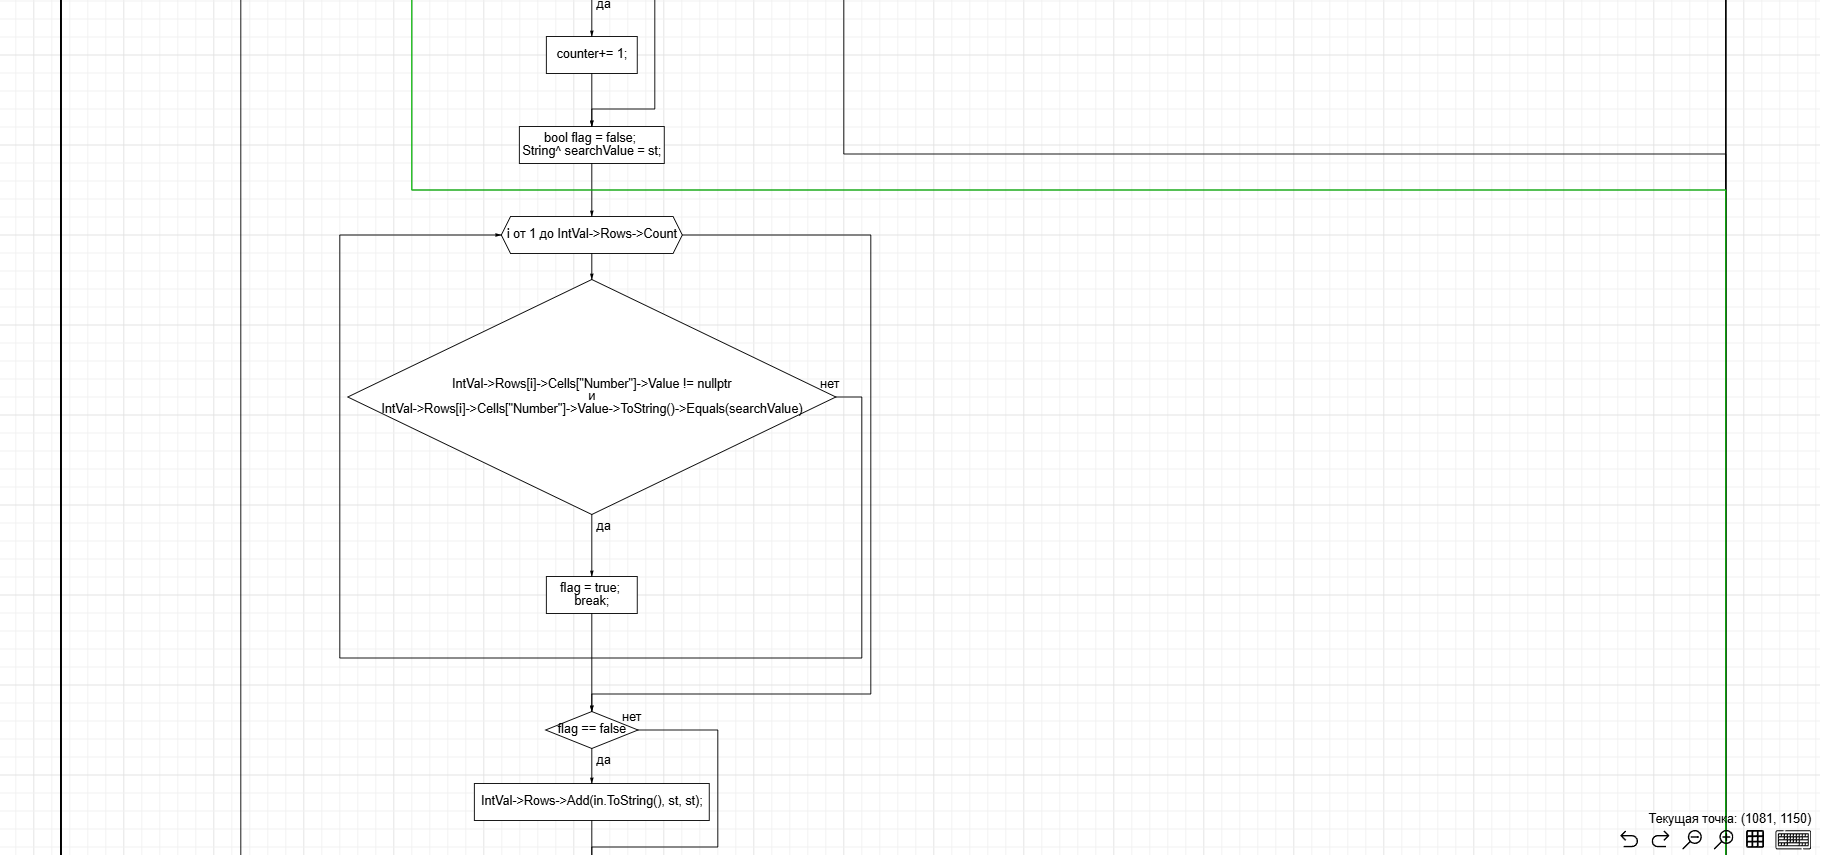 да
counter+= 1;
bool flag = false;
String^ searchValue = st;
i от 1 до IntVal->Rows->Count
IntVal->Rows[i]->Cells["Number"]->Value != nullptr
и
IntVal->Rows[i]->Cells["Number"]->Value->ToString()->Equals(searchValue)
нет
да
flag = true;
break;
flag == false
нет
да
IntVal->Rows->Add(in.ToString(), st, st);
Текущая точка: (1081, 1150)